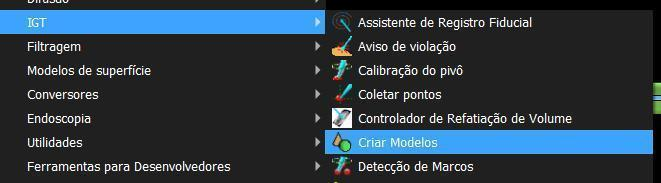 Difusão
IGT
Filtragem
Modelos de superfície
Conversores
Endoscopia
Utilidades
Ferramentas para Desenvolvedores
Assistente de Registro Fiducial
Aviso de violação
Calibração do pivô
Coletar pontos
Controlador de Refatiação de Volume
Criar Modelos
Detecção de Marcos